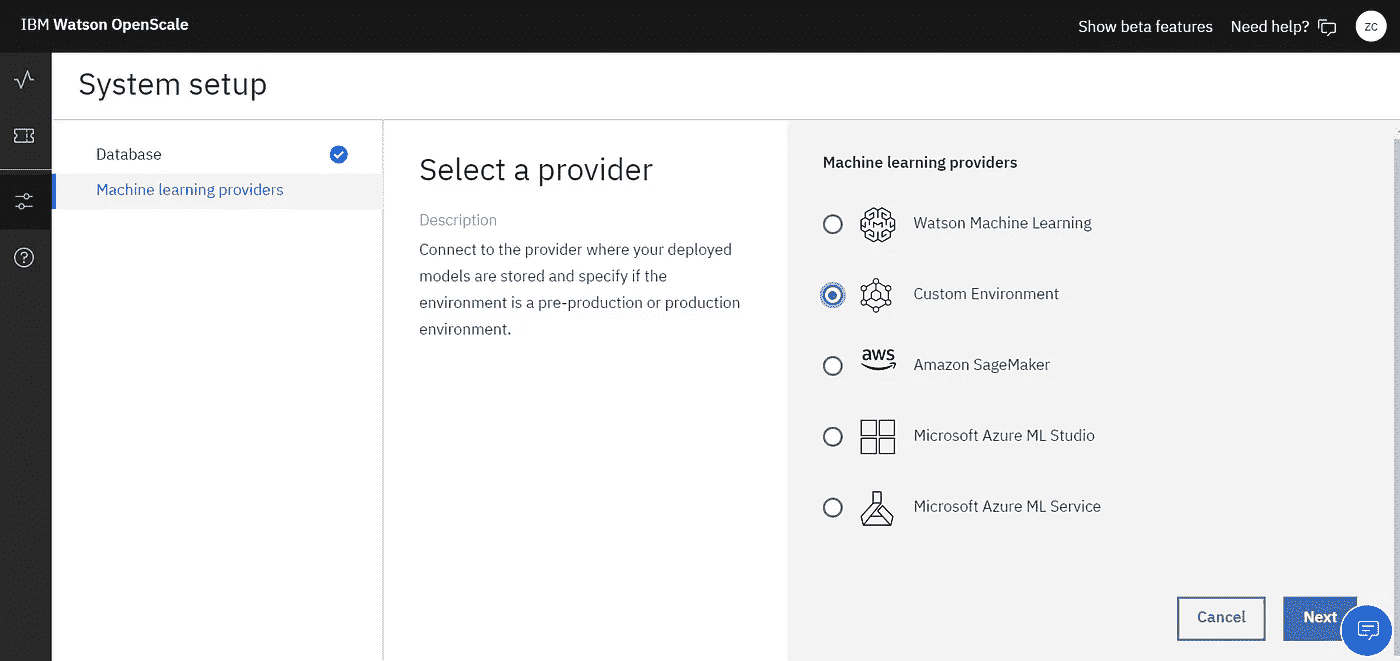 IBM Watson OpenScale
Show beta features
Need help?
ZC
System setup
Database
Machine learning providers
Select a provider
Description
Connect to the provider where your deployed
models are stored and specify if the
environment is a pre-production or production
environment.
Machine learning providers
Watson Machine Learning
Custom Environment
aws
Amazon SageMaker
Microsoft Azure ML Studio
Microsoft Azure ML Service
Cancel
Next